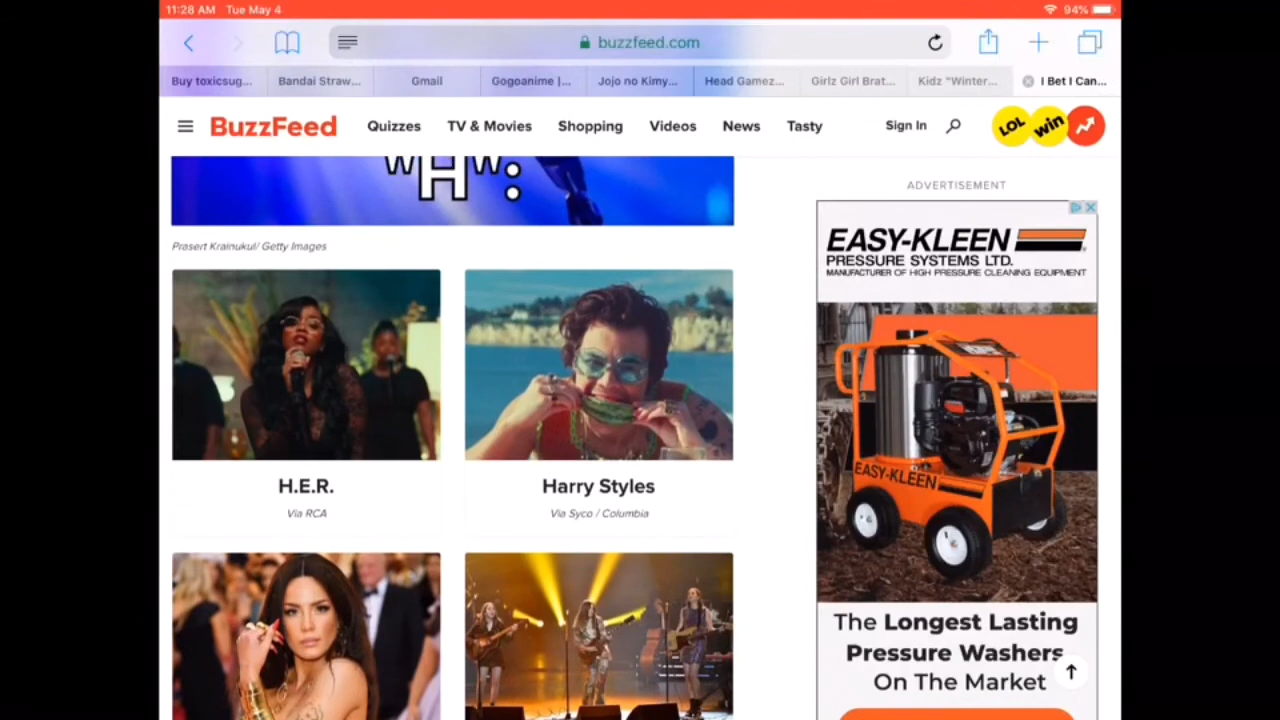 11:28 AM Tue May 4
94%
buzzfeed.com
Buy toxicsug...
Bandai Straw...
Gmail
Gogoanime |...
Jojo no Kimy...
Head Gamez...
Girlz Girl Brat...
Kidz "Winter...
I Bet I Can...
BuzzFeed
Quizzes
TV & Movies
Shopping
Videos
News
Tasty
Sign In
LOL
win
"H":
Prasert Krainukul/ Getty Images
H.E.R.
Via RCA
Harry Styles
Via Syco / Columbia
ADVERTISEMENT
EASY-KLEEN
PRESSURE SYSTEMS LTD.
MANUFACTURER OF HIGH PRESSURE CLEANING EQUIPMENT
EASY-KLEEN
The Longest Lasting
Pressure Washers
On The Market